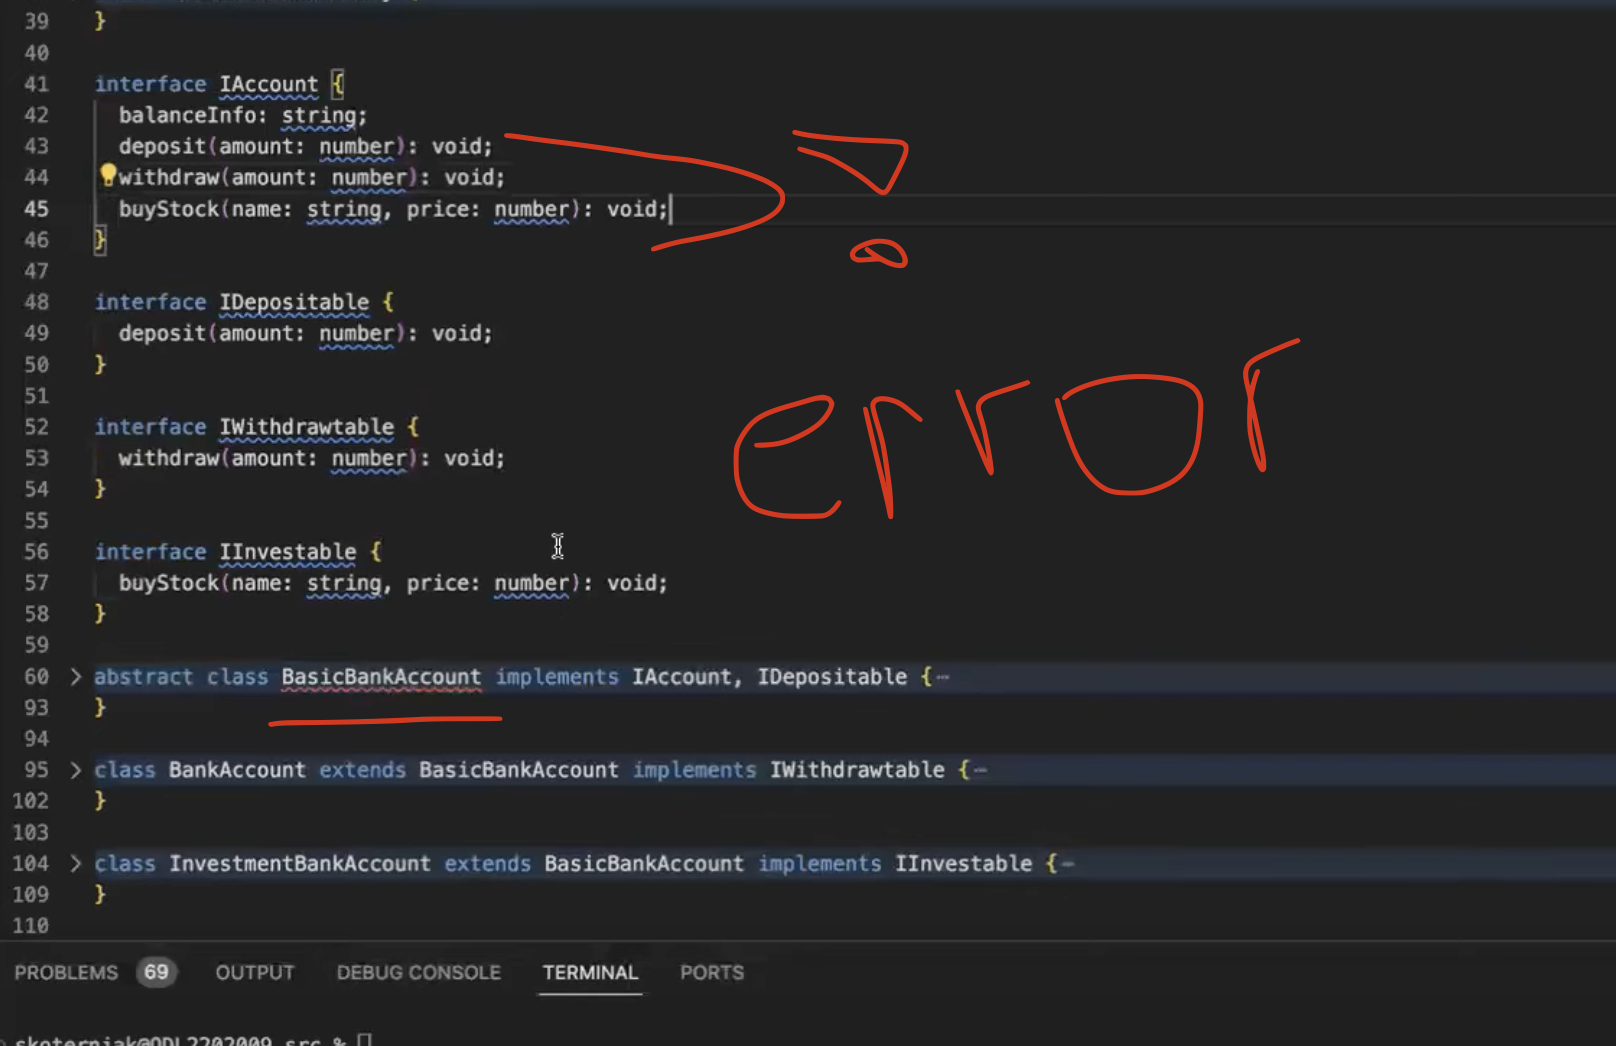 39 }
40
41 interface IAccount {
42 balanceInfo: string;
43 deposit(amount: number): void;
44 withdraw(amount: number): void;
45 buyStock(name: string, price: number): void;
46 }
47
48 interface IDepositable {
49 deposit(amount: number): void;
50 }
51
52 interface IWithdrawtable {
53 withdraw(amount: number): void;
54 }
55
56 interface IInvestable {
57 buyStock(name: string, price: number): void;
58 }
59
60 abstract class BasicBankAccount implements IAccount, IDepositable {
93 }
94
95 class BankAccount extends BasicBankAccount implements IWithdrawtable {
102 }
103
104 class InvestmentBankAccount extends BasicBankAccount implements IInvestable {
109 }
110
error
PROBLEMS 69 OUTPUT DEBUG CONSOLE TERMINAL PORTS